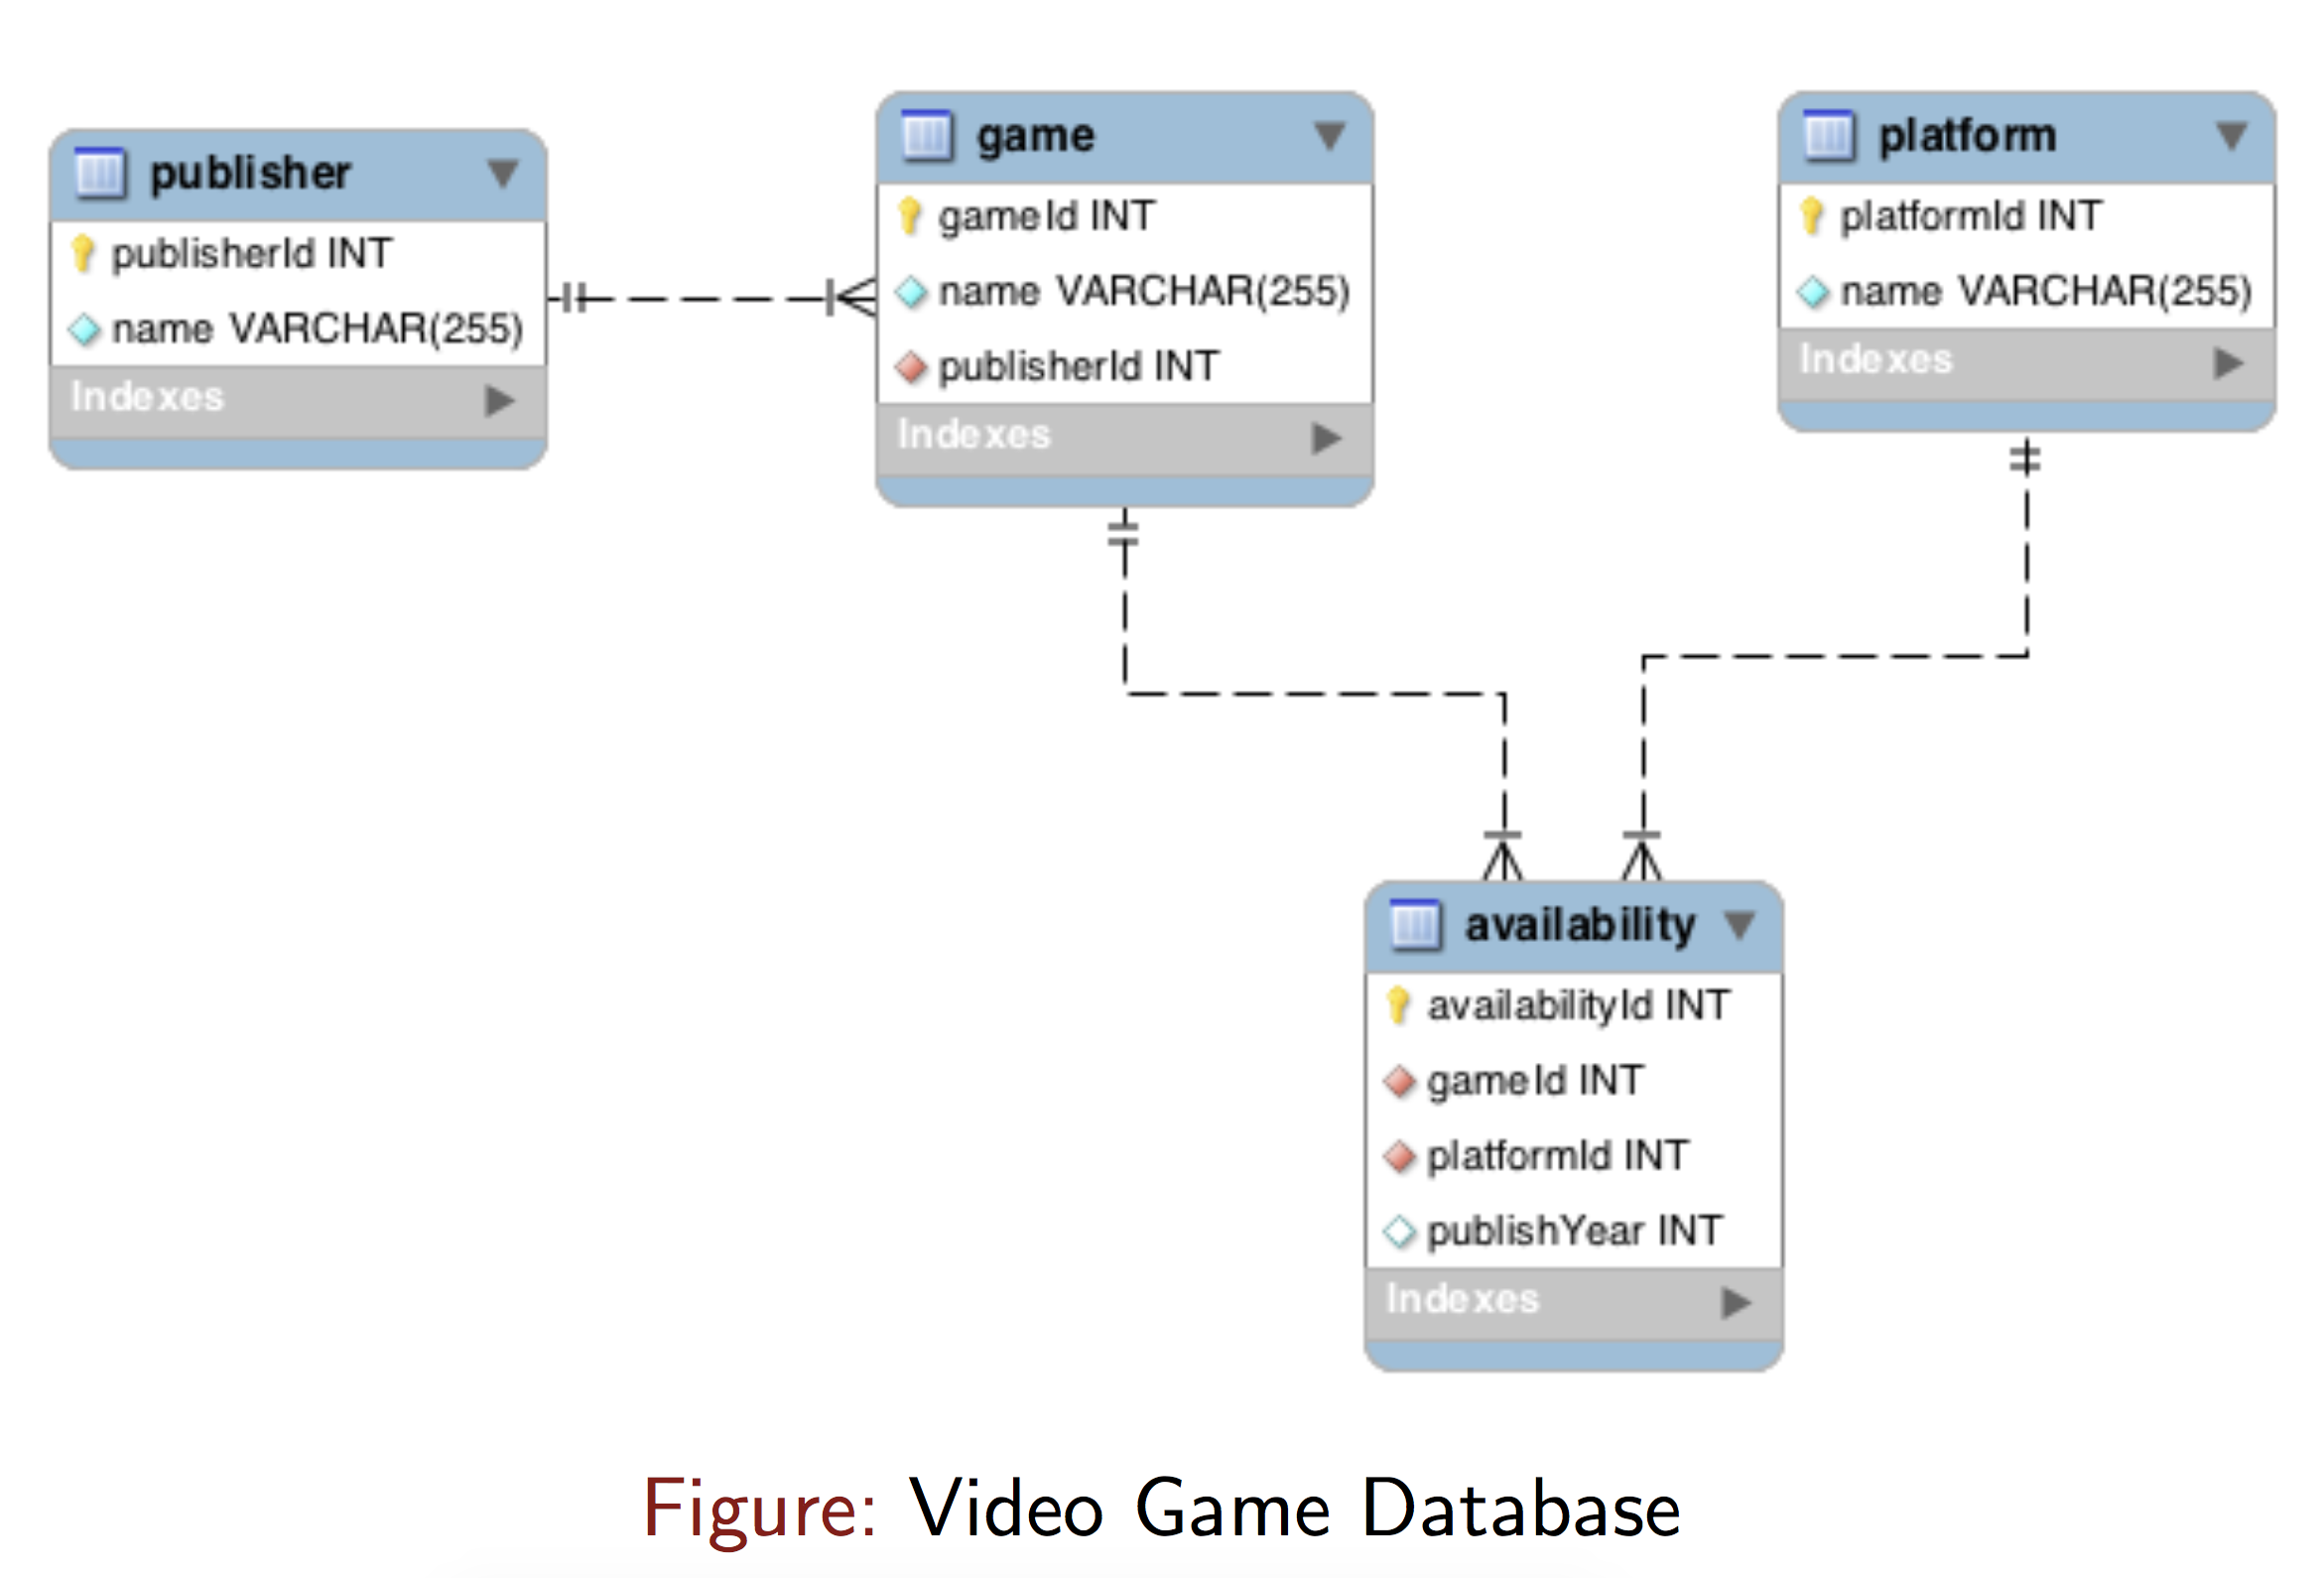 publisher
publisherId INT
name VARCHAR(255)
Indexes
game
gameId INT
name VARCHAR(255)
publisherId INT
Indexes
platform
platformId INT
name VARCHAR(255)
Indexes
availability
availabilityId INT
gameId INT
platformId INT
publishYear INT
Indexes
Figure: Video Game Database